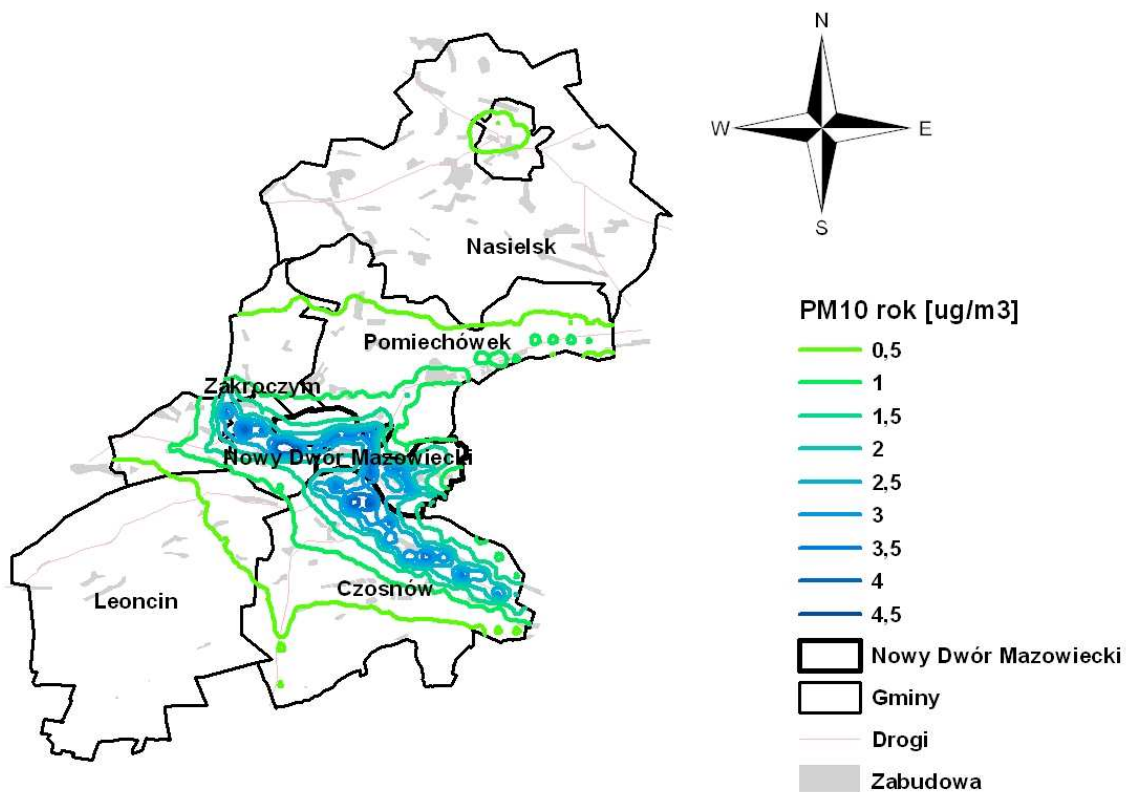 N
W E
S
Nasielsk
Pomiechówek
Zakroczym
Nowy Dwór Mazowiecki
Leoncin
Czosnów
PM10 rok [ug/m3]
0,5
1
1,5
2
2,5
3
3,5
4
4,5
Nowy Dwór Mazowiecki
Gminy
Drogi
Zabudowa